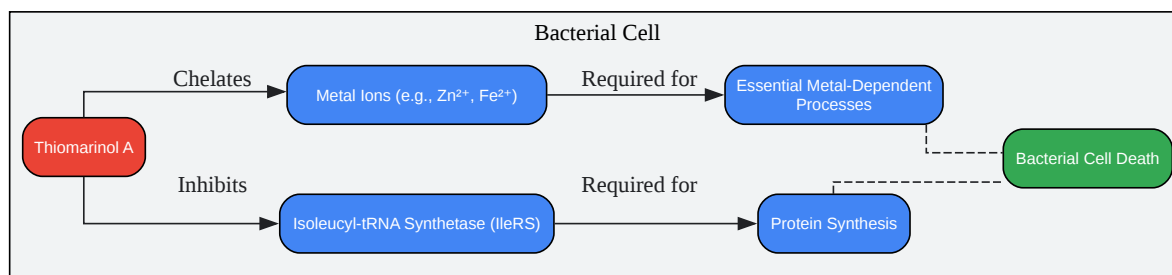 Bacterial Cell
Chelates
Metal Ions (e.g., Zn²⁺, Fe²⁺)
Required for
Essential Metal-Dependent
Processes
Thiomarinol A
Bacterial Cell Death
Inhibits
Isoleucyl-tRNA Synthetase (IleRS)
Required for
Protein Synthesis